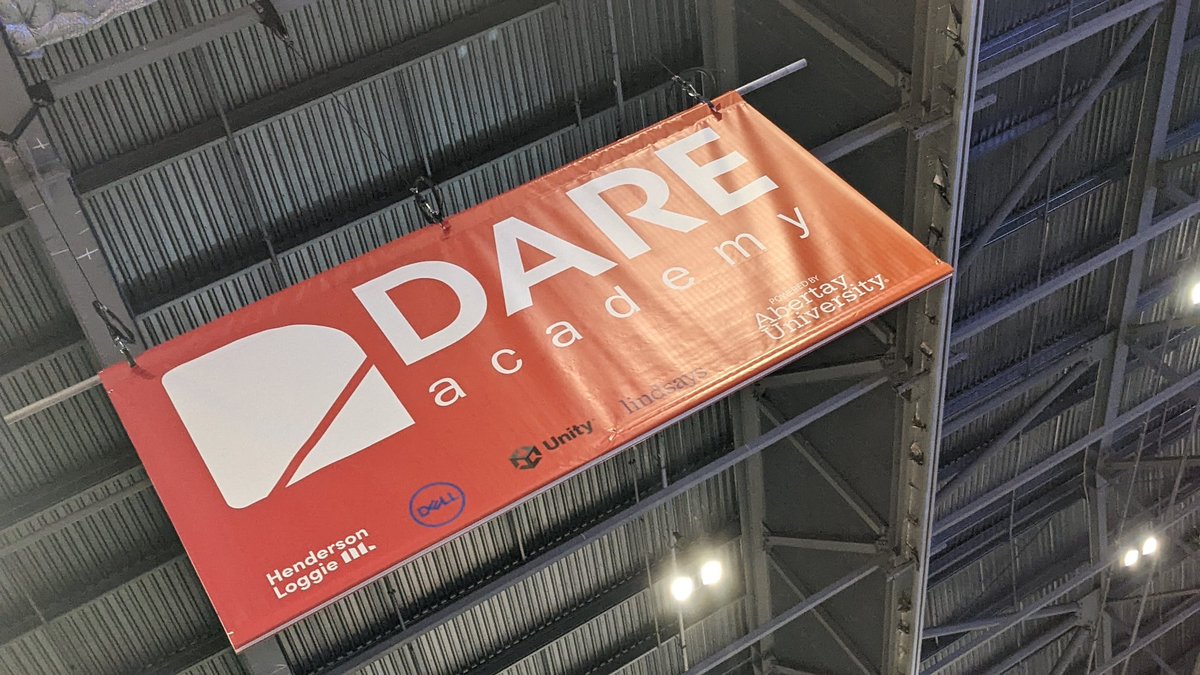 DARE
academy
POWERED BY
Abertay
University
Henderson
Loggie
DELL
Unity
lindsays